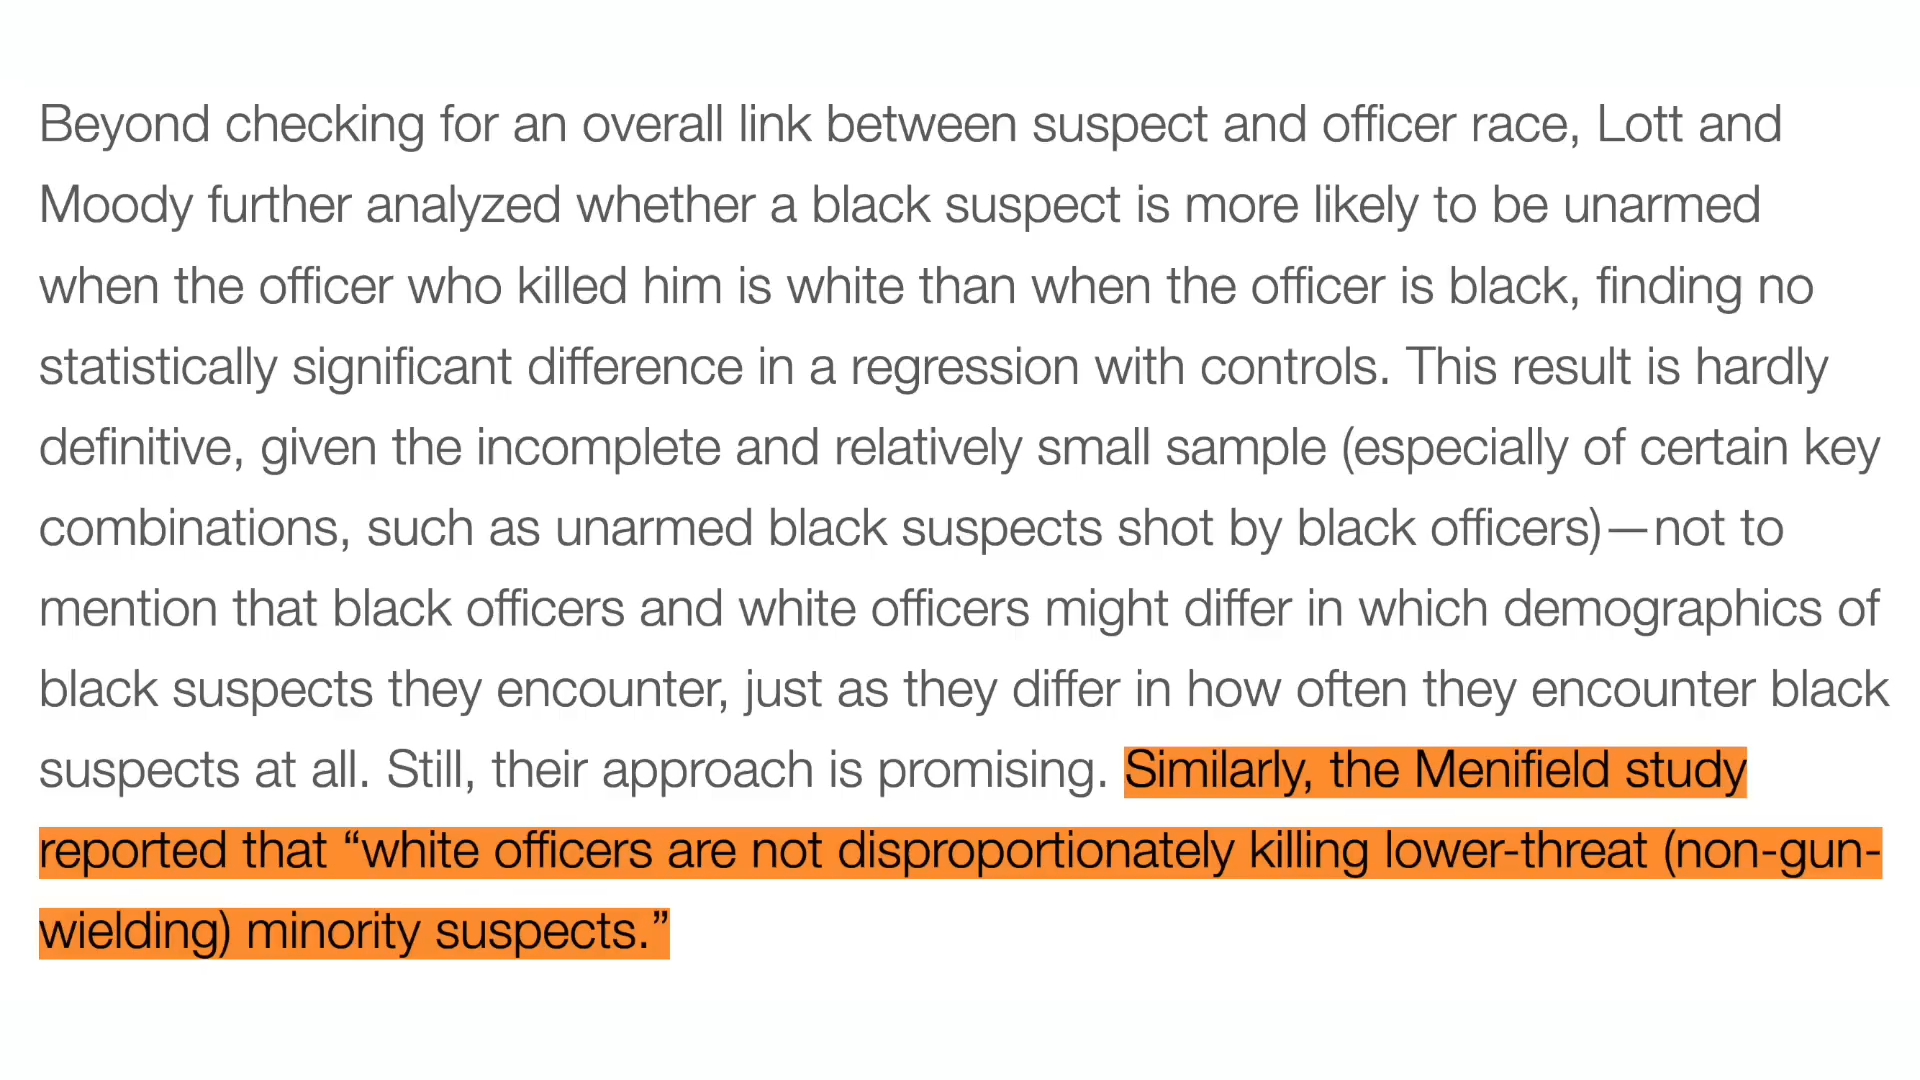 Beyond checking for an overall link between suspect and officer race, Lott and
Moody further analyzed whether a black suspect is more likely to be unarmed
when the officer who killed him is white than when the officer is black, finding no
statistically significant difference in a regression with controls. This result is hardly
definitive, given the incomplete and relatively small sample (especially of certain key
combinations, such as unarmed black suspects shot by black officers)—not to
mention that black officers and white officers might differ in which demographics of
black suspects they encounter, just as they differ in how often they encounter black
suspects at all. Still, their approach is promising. Similarly, the Menifield study
reported that “white officers are not disproportionately killing lower-threat (non-gun-
wielding) minority suspects.”